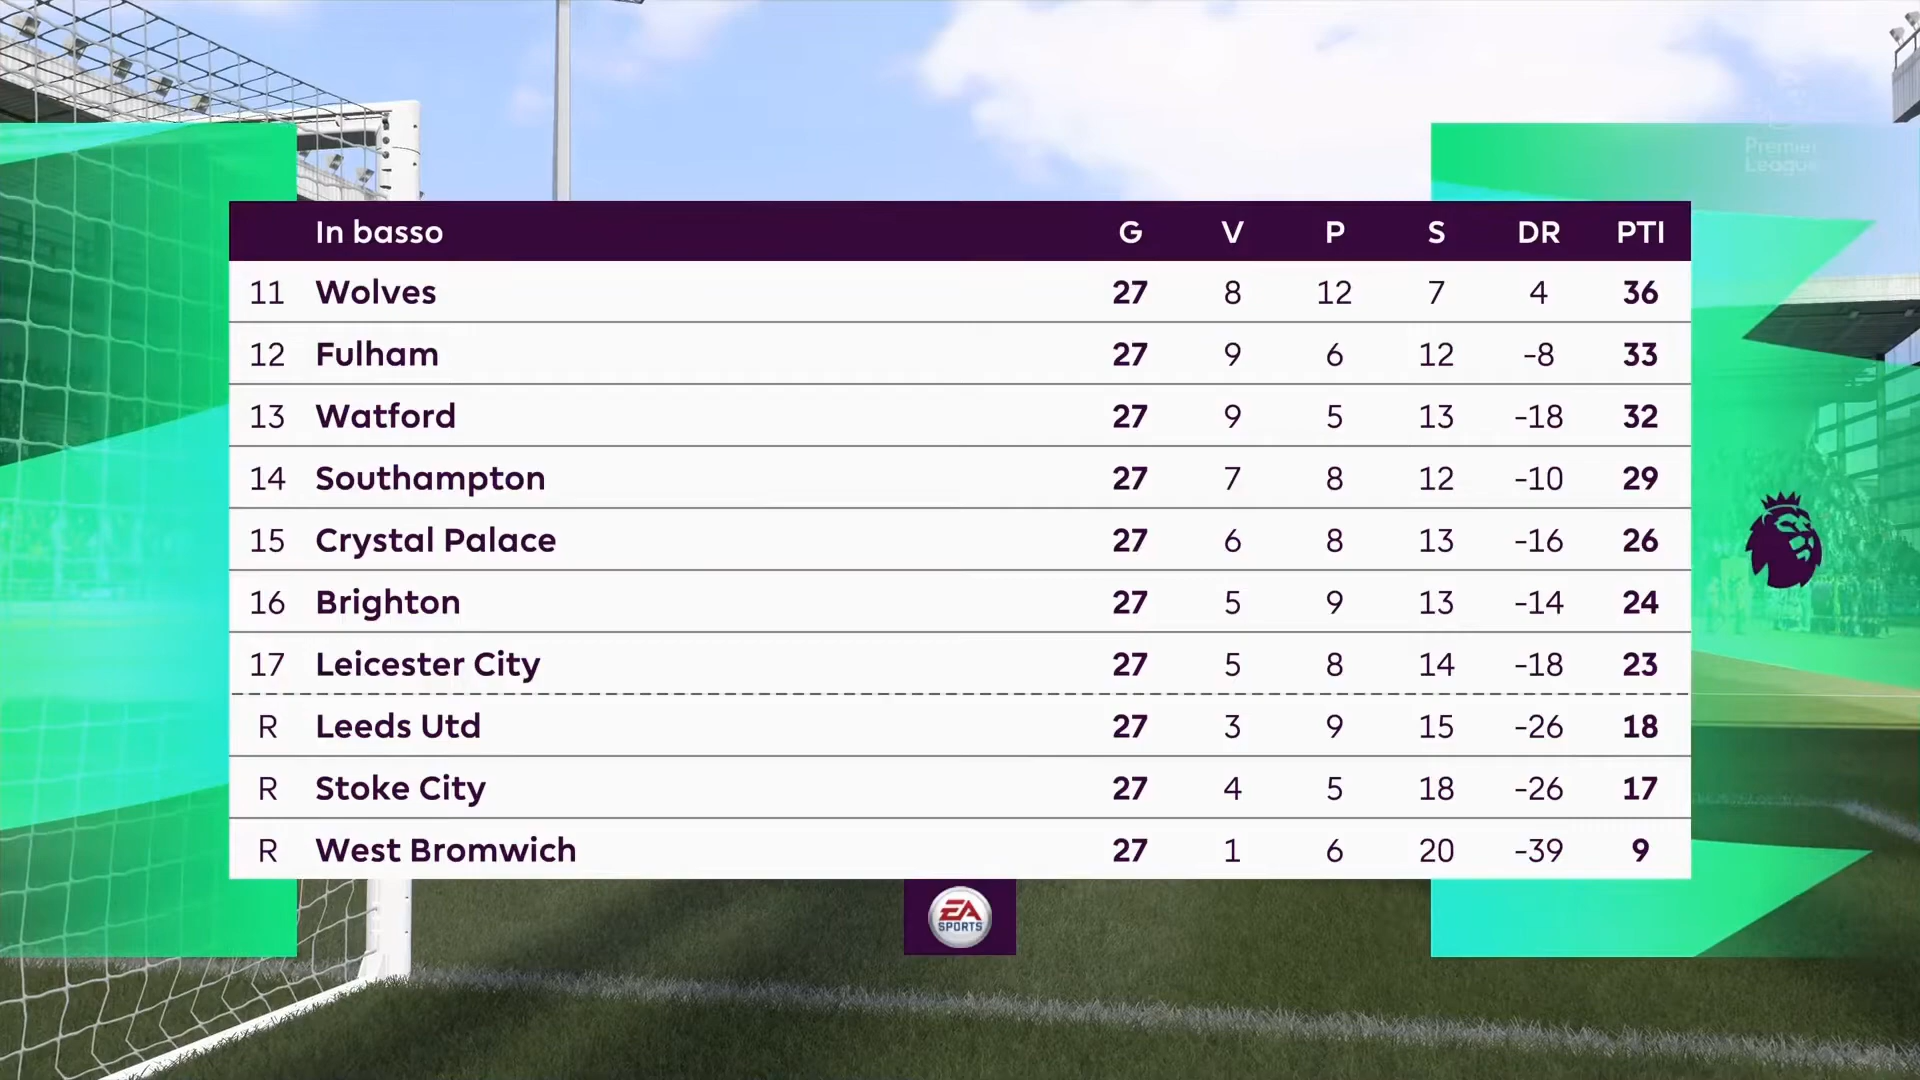 Premier
League
In basso G V P S DR PTI
11 Wolves 27 8 12 7 4 36
12 Fulham 27 9 6 12 -8 33
13 Watford 27 9 5 13 -18 32
14 Southampton 27 7 8 12 -10 29
15 Crystal Palace 27 6 8 13 -16 26
16 Brighton 27 5 9 13 -14 24
17 Leicester City 27 5 8 14 -18 23
R Leeds Utd 27 3 9 15 -26 18
R Stoke City 27 4 5 18 -26 17
R West Bromwich 27 1 6 20 -39 9
EA
SPORTS